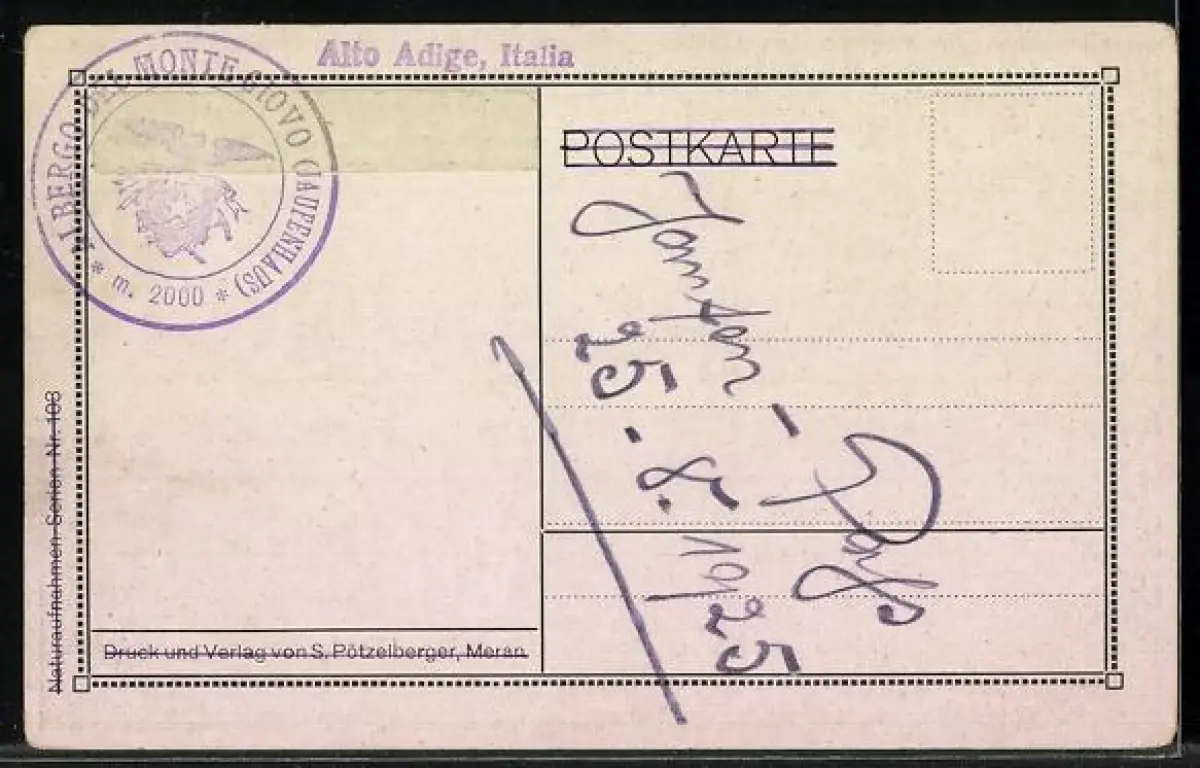 Alto Adige, Italia
ALBERGO DEL MONTE GIOVO (JAUFENHAUS)
* m. 2000 *
POSTKARTE
Jaufen-Paß
25.8.1925
Naturaufnahmen-Serien Nr. 103
Druck und Verlag von S. Pötzelberger, Meran.